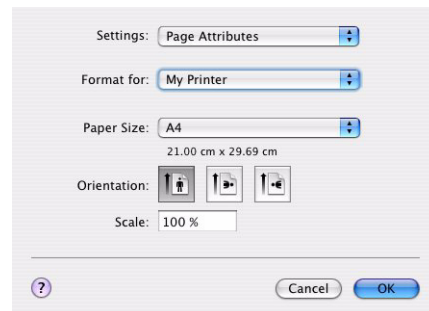 Settings: Page Attributes
Format for: My Printer
Paper Size: A4
21.00 cm x 29.69 cm
Orientation:
Scale: 100 %
? Cancel OK